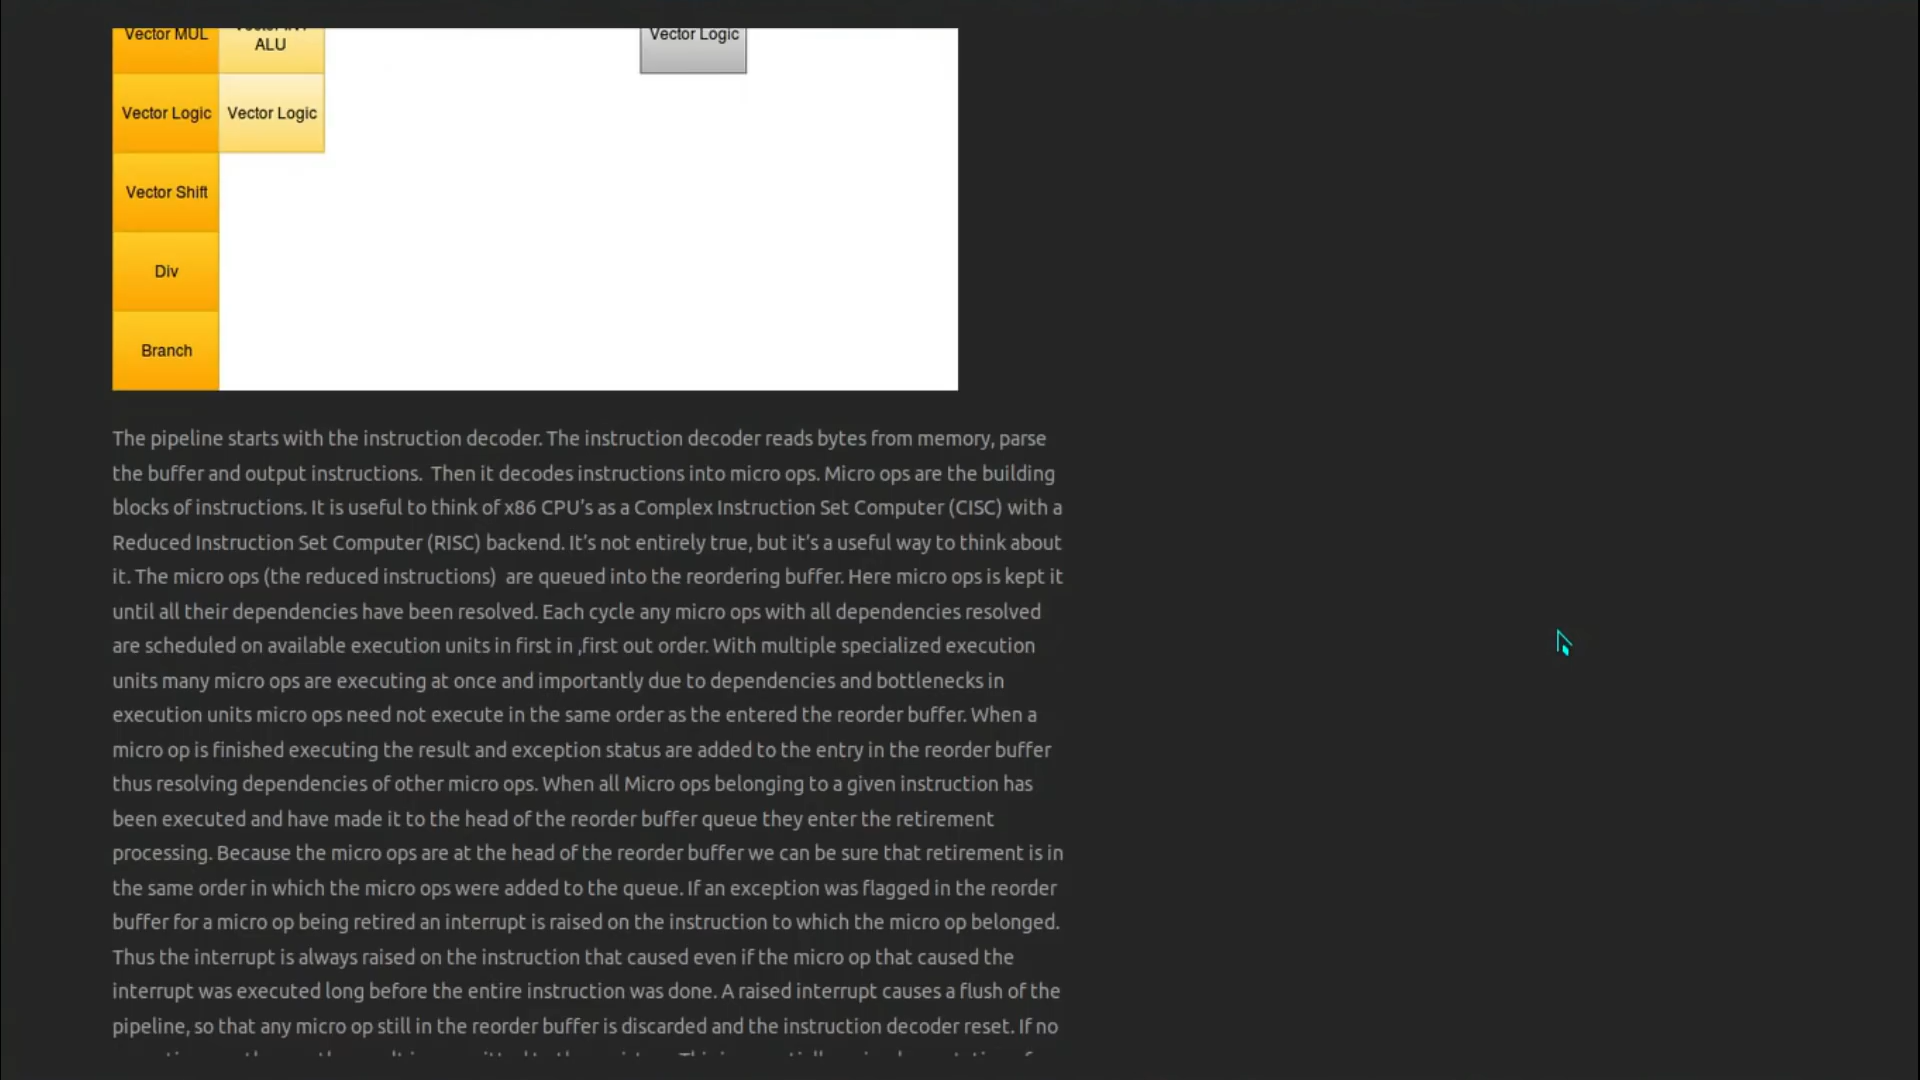 Vector MUL
ALU
Vector Logic
Vector Logic
Vector Logic
Vector Shift
Div
Branch
The pipeline starts with the instruction decoder. The instruction decoder reads bytes from memory, parse
the buffer and output instructions.  Then it decodes instructions into micro ops. Micro ops are the building
blocks of instructions. It is useful to think of x86 CPU’s as a Complex Instruction Set Computer (CISC) with a
Reduced Instruction Set Computer (RISC) backend. It’s not entirely true, but it’s a useful way to think about
it. The micro ops (the reduced instructions)  are queued into the reordering buffer. Here micro ops is kept it
until all their dependencies have been resolved. Each cycle any micro ops with all dependencies resolved
are scheduled on available execution units in first in ,first out order. With multiple specialized execution
units many micro ops are executing at once and importantly due to dependencies and bottlenecks in
execution units micro ops need not execute in the same order as the entered the reorder buffer. When a
micro op is finished executing the result and exception status are added to the entry in the reorder buffer
thus resolving dependencies of other micro ops. When all Micro ops belonging to a given instruction has
been executed and have made it to the head of the reorder buffer queue they enter the retirement
processing. Because the micro ops are at the head of the reorder buffer we can be sure that retirement is in
the same order in which the micro ops were added to the queue. If an exception was flagged in the reorder
buffer for a micro op being retired an interrupt is raised on the instruction to which the micro op belonged.
Thus the interrupt is always raised on the instruction that caused even if the micro op that caused the
interrupt was executed long before the entire instruction was done. A raised interrupt causes a flush of the
pipeline, so that any micro op still in the reorder buffer is discarded and the instruction decoder reset. If no